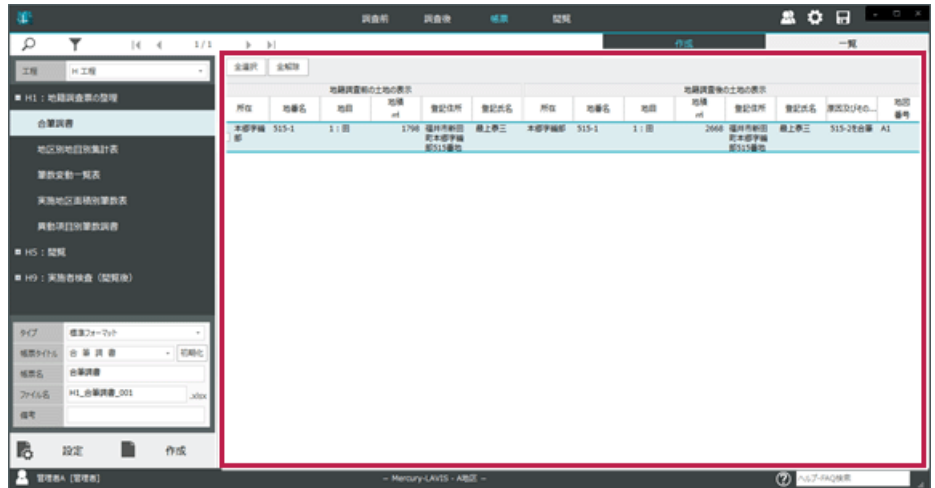 調査前 調査後 帳票 閲覧
1 / 1 作成 一覧
工程 H工程
全選択 全解除
H1：地籍調査票の整理
合筆調書
地区別地目別集計表
筆数変動一覧表
実施地区面積別筆数表
異動項目別筆数調書
H5：閲覧
H9：実施者検査（閲覧後）
地籍調査前の土地の表示 地籍調査後の土地の表示
所在 地番名 地目 地積㎡ 登記住所 登記氏名 所在 地番名 地目 地積㎡ 登記住所 登記氏名 原因及びその... 地図番号
本郷字編 515-1 1：田 1798 福井市新田 最上恭三 本郷字編部 515-1 1：田 2668 福井市新田 最上恭三 515-2を合筆 A1
部 町本郷字編 町本郷字編
部515番地 部515番地
タイプ 標準フォーマット
帳票タイトル 合 筆 調 書 初期化
帳票名 合筆調書
ファイル名 H1_合筆調書_001 .xlsx
備考
設定 作成
管理者A [管理者] － Mercury-LAVIS - A地区 － ヘルプ・FAQ検索